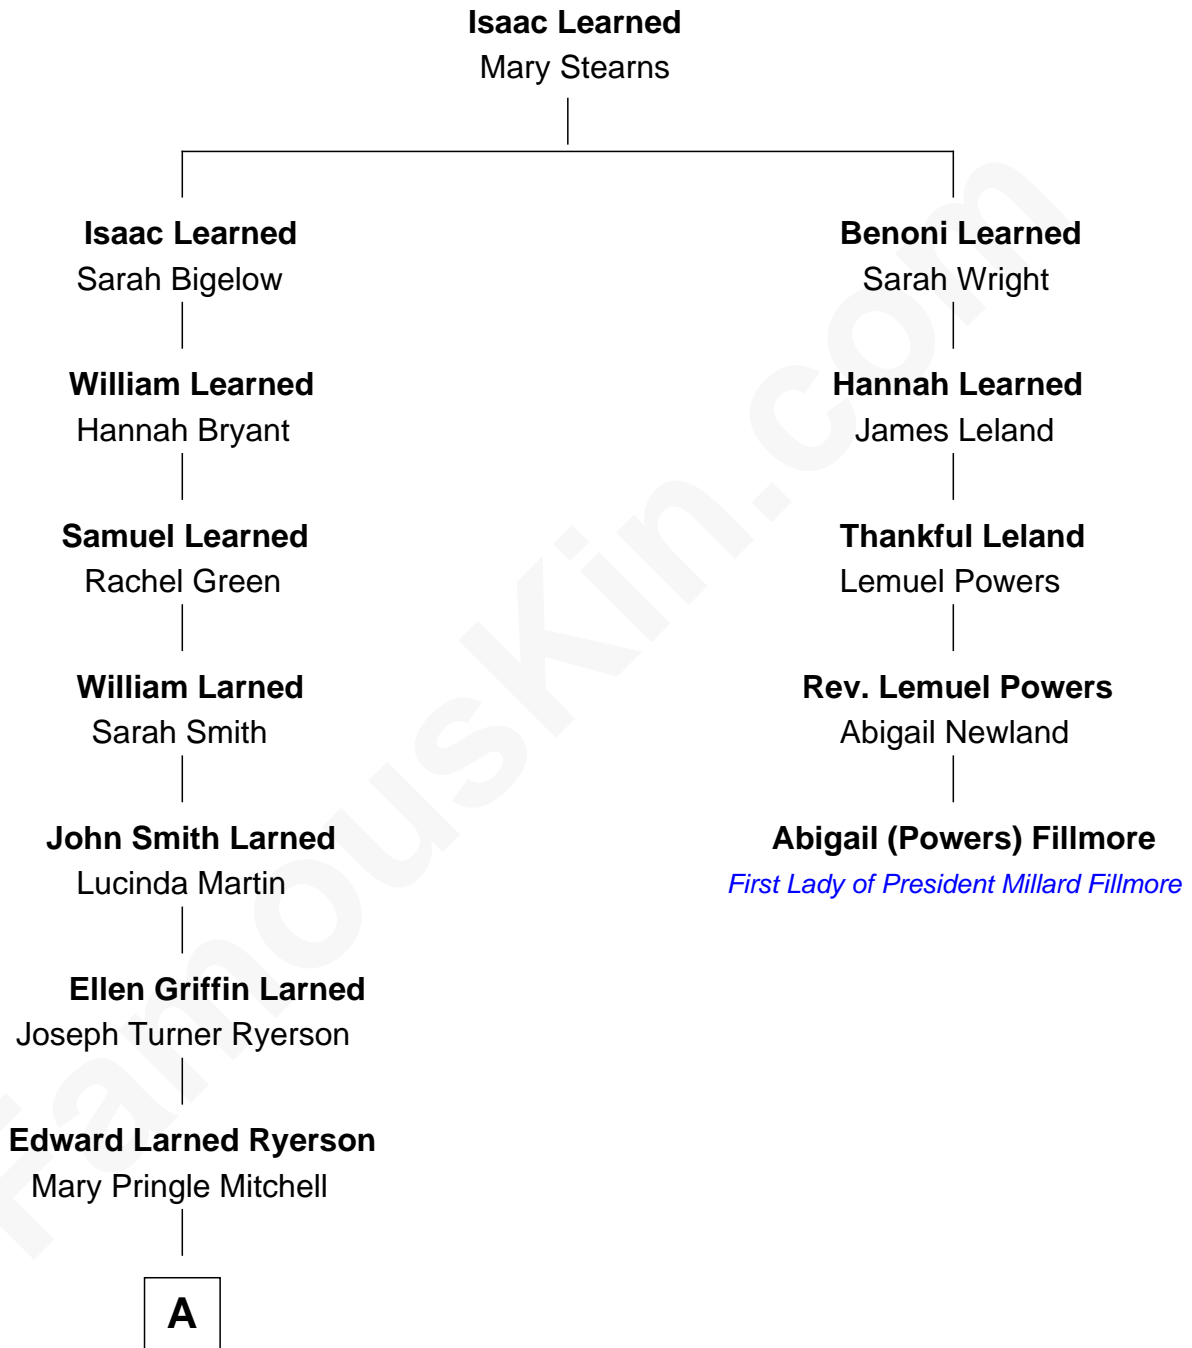 Isaac Learned
Mary Stearns
Isaac Learned
Sarah Bigelow
Benoni Learned
Sarah Wright
William Learned
Hannah Bryant
Hannah Learned
James Leland
Samuel Learned
Rachel Green
Thankful Leland
Lemuel Powers
William Larned
Sarah Smith
Rev. Lemuel Powers
Abigail Newland
John Smith Larned
Lucinda Martin
Abigail (Powers) Fillmore
First Lady of President Millard Fillmore
Ellen Griffin Larned
Joseph Turner Ryerson
Edward Larned Ryerson
Mary Pringle Mitchell
A
FamousKin.com